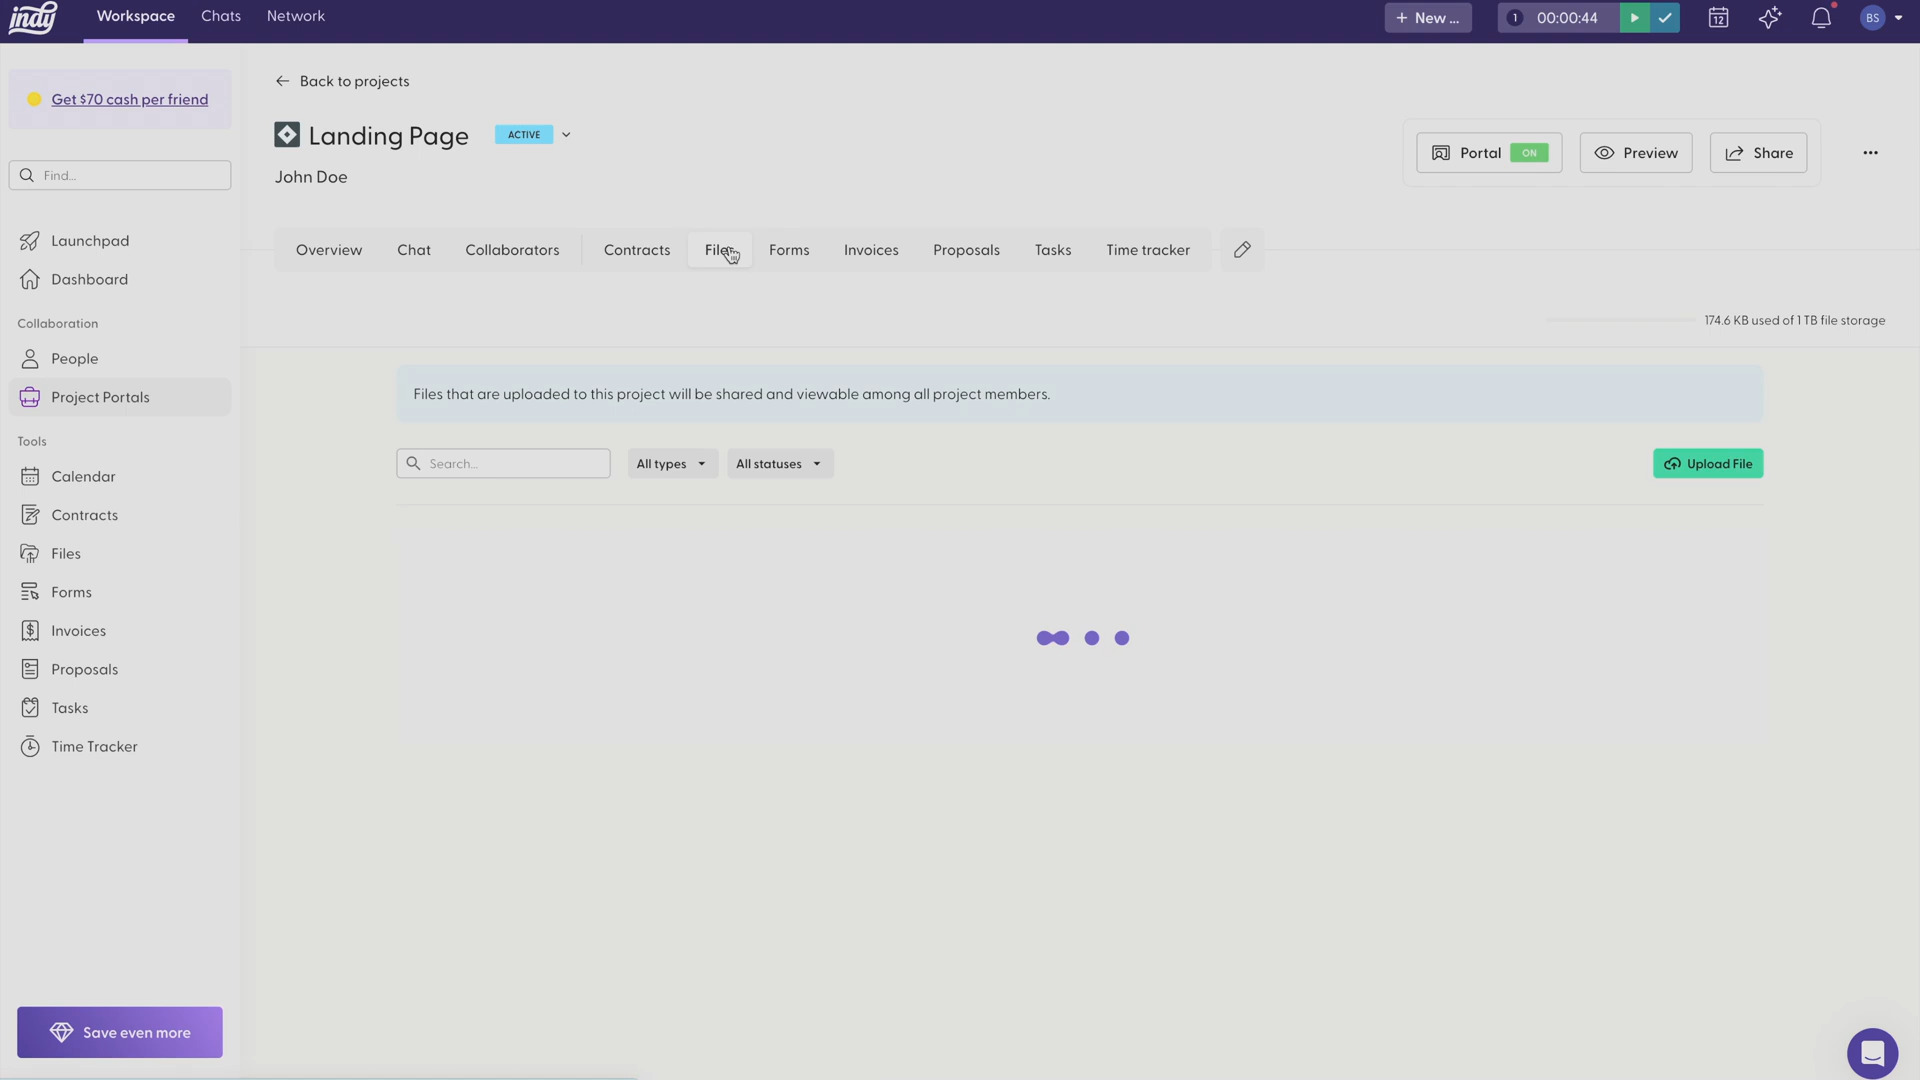 indy
Workspace
Chats
Network
+ New ...
1
00:00:44
12
BS
Get $70 cash per friend
Find...
Launchpad
Dashboard
Collaboration
People
Project Portals
Tools
Calendar
Contracts
Files
Forms
Invoices
Proposals
Tasks
Time Tracker
Save even more
Back to projects
Landing Page
ACTIVE
John Doe
Portal ON
Preview
Share
Overview
Chat
Collaborators
Contracts
Files
Forms
Invoices
Proposals
Tasks
Time tracker
174.6 KB used of 1 TB file storage
Files that are uploaded to this project will be shared and viewable among all project members.
Search...
All types
All statuses
Upload File